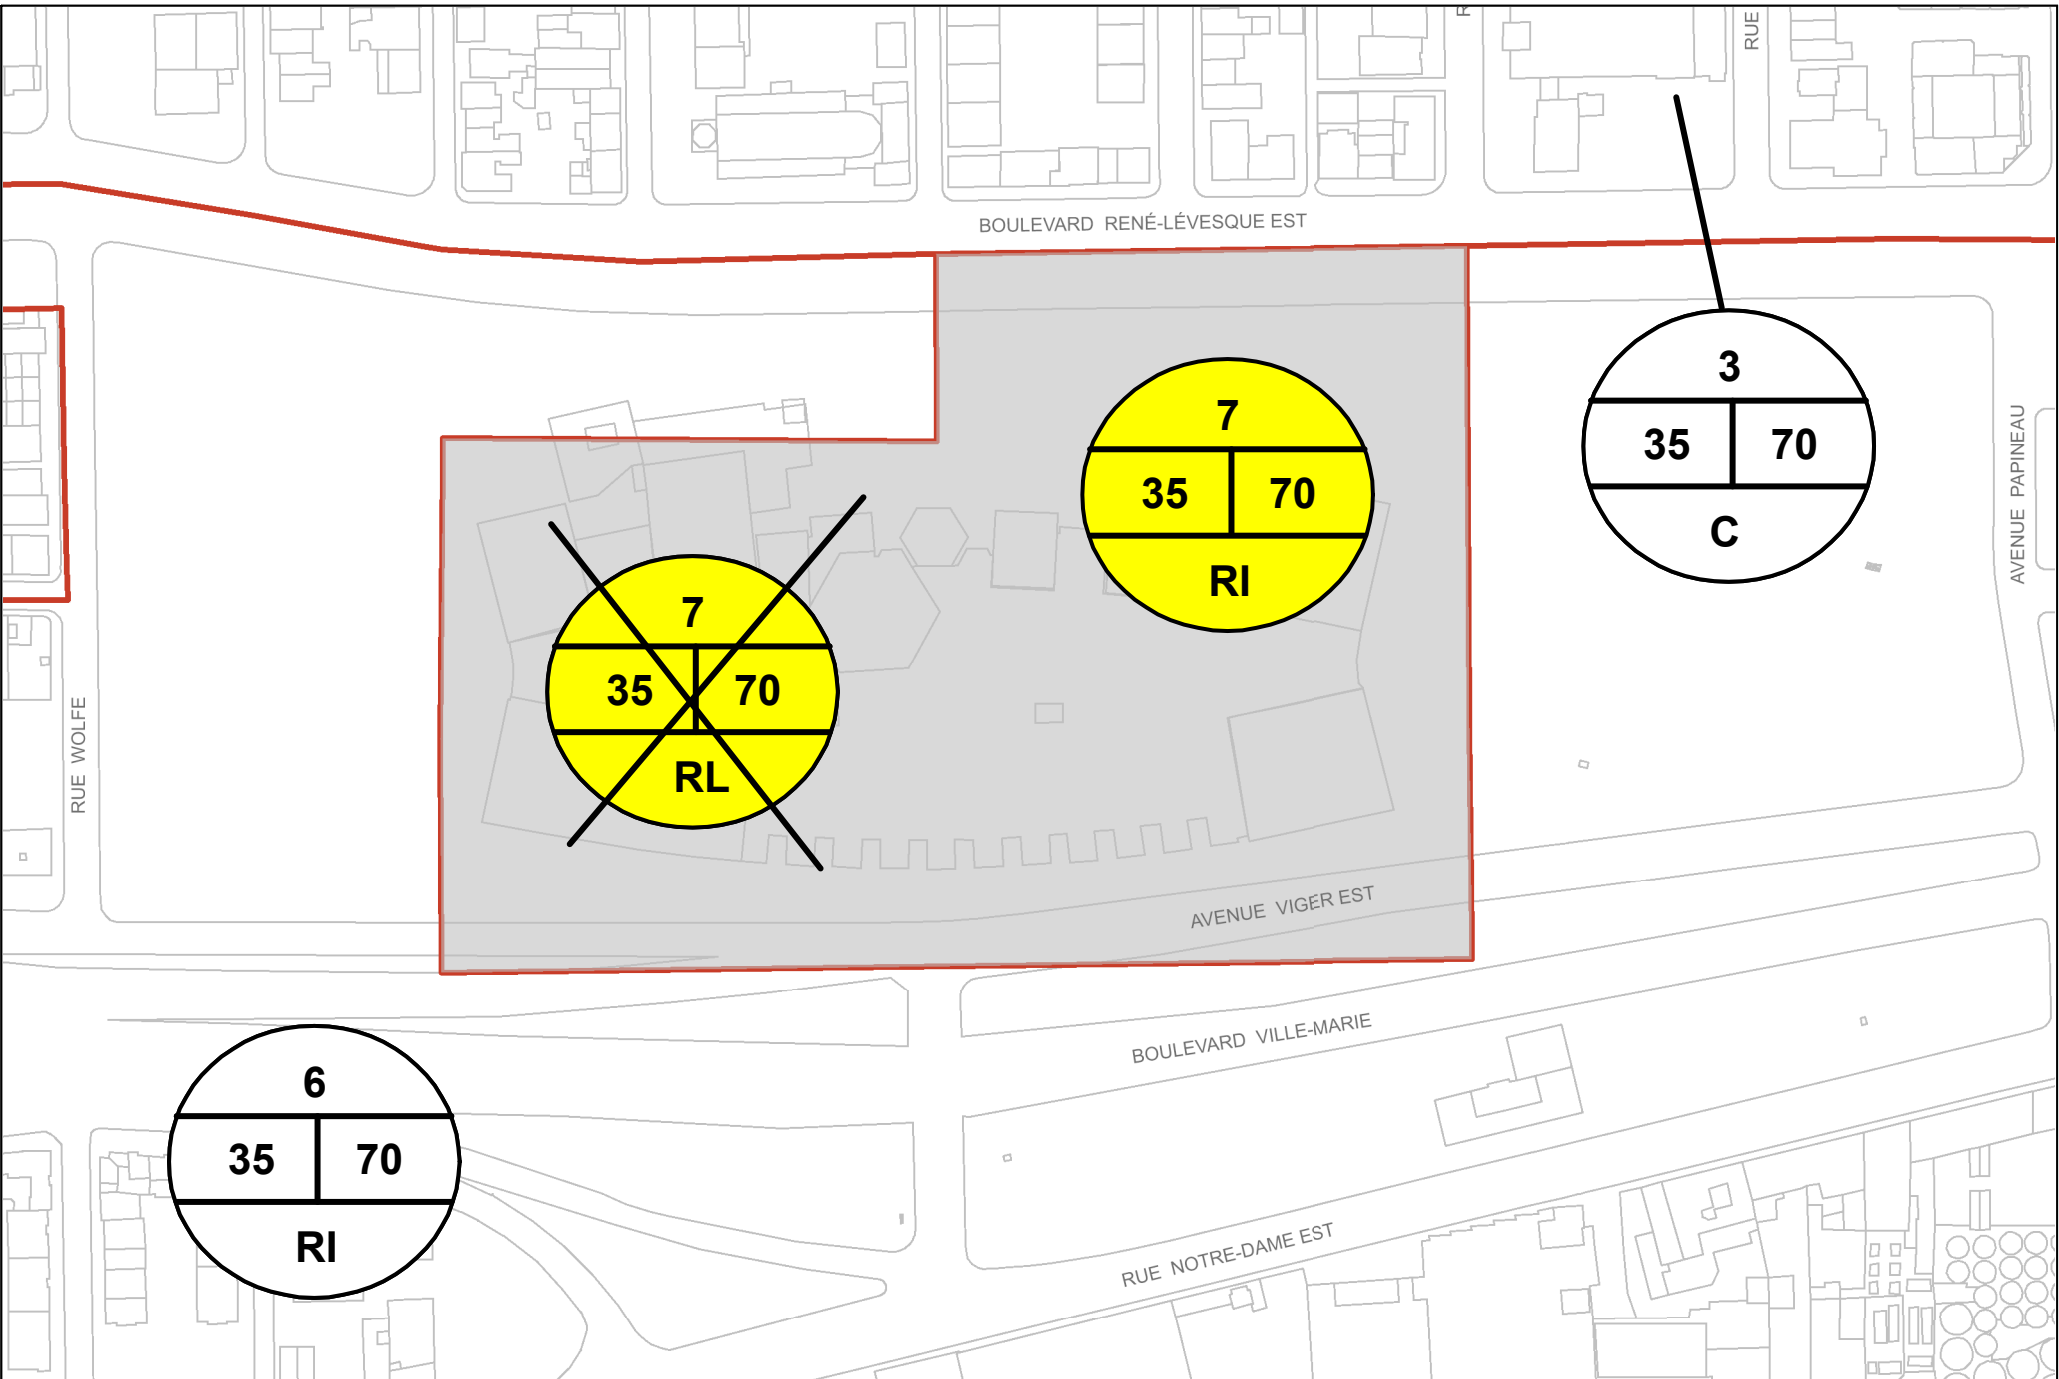 R
RUE
BOULEVARD RENÉ-LÉVESQUE EST
3
35 70
C
7
35 70
RI
AVENUE PAPINEAU
7
35 70
RL
RUE WOLFE
AVENUE VIGER EST
BOULEVARD VILLE-MARIE
6
35 70
RI
RUE NOTRE-DAME EST